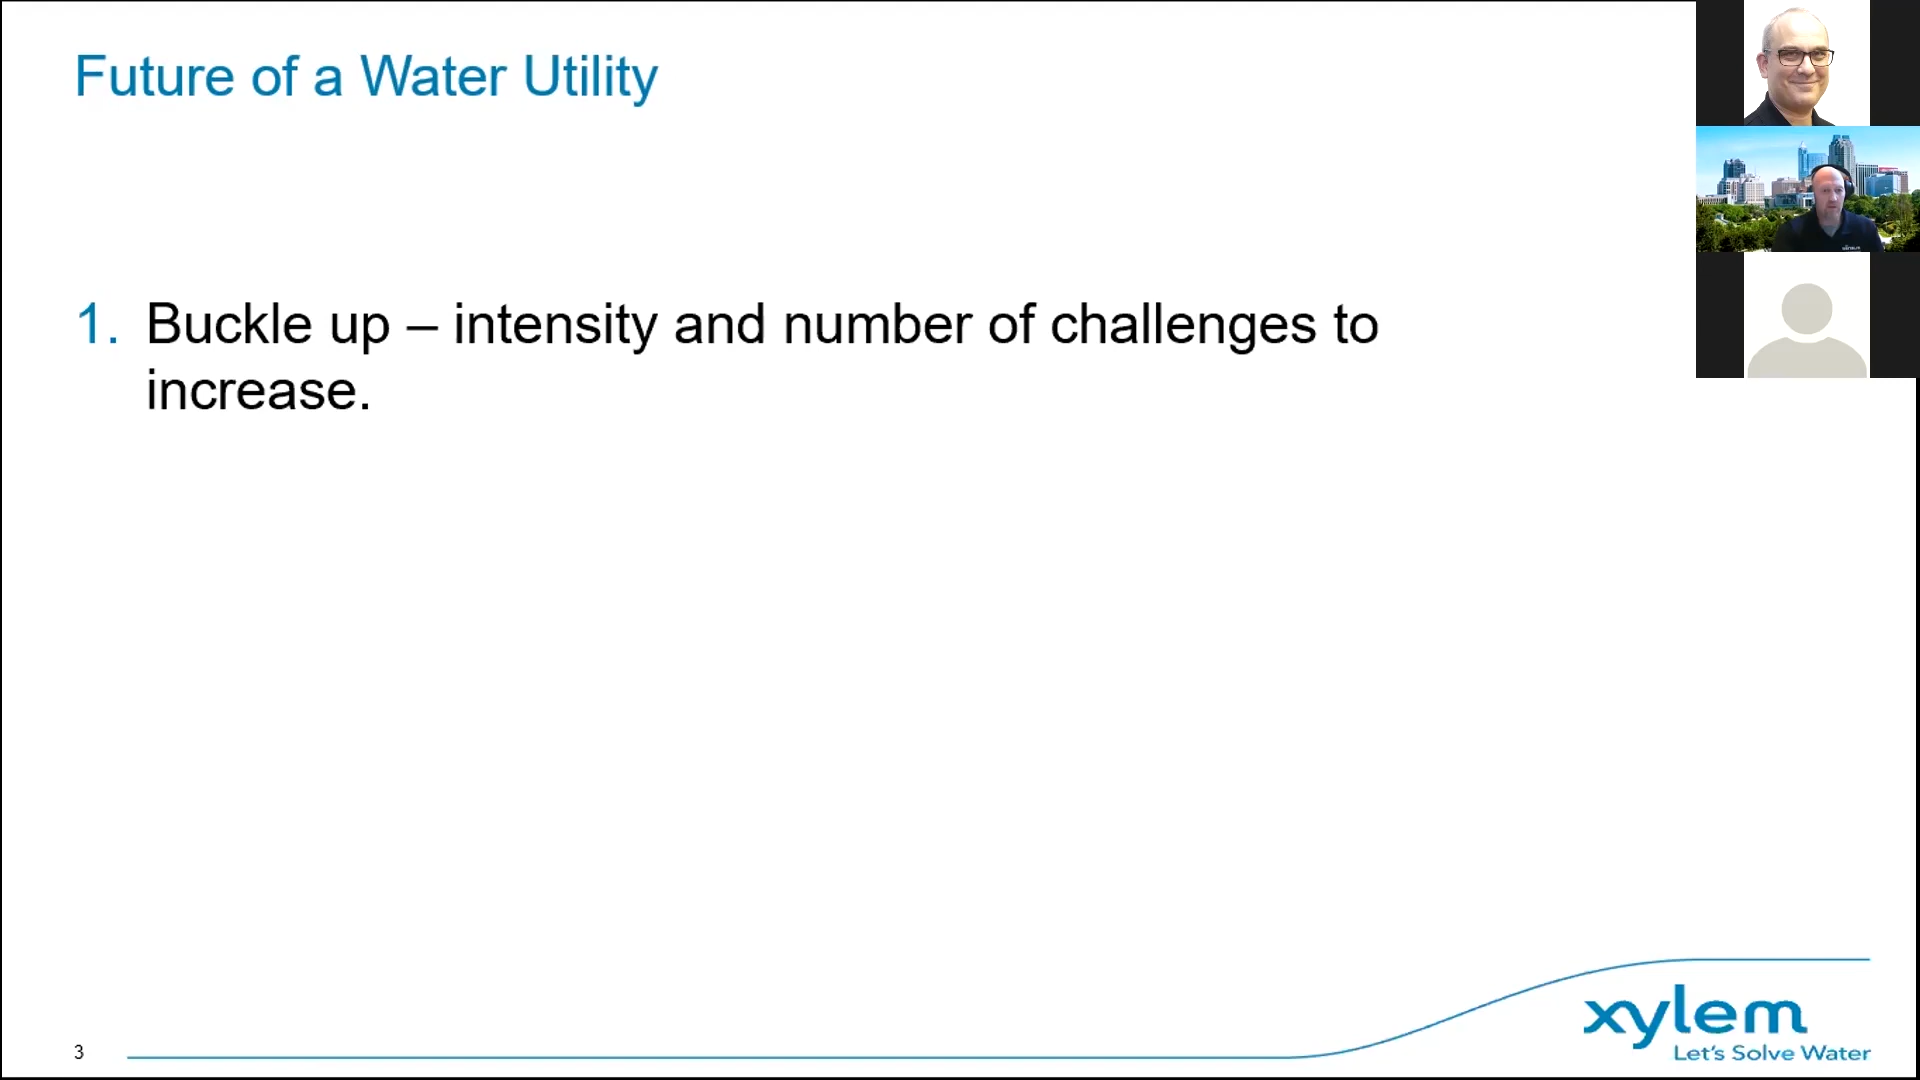 Future of a Water Utility
1. Buckle up – intensity and number of challenges to
increase.
3
xylem
Let's Solve Water